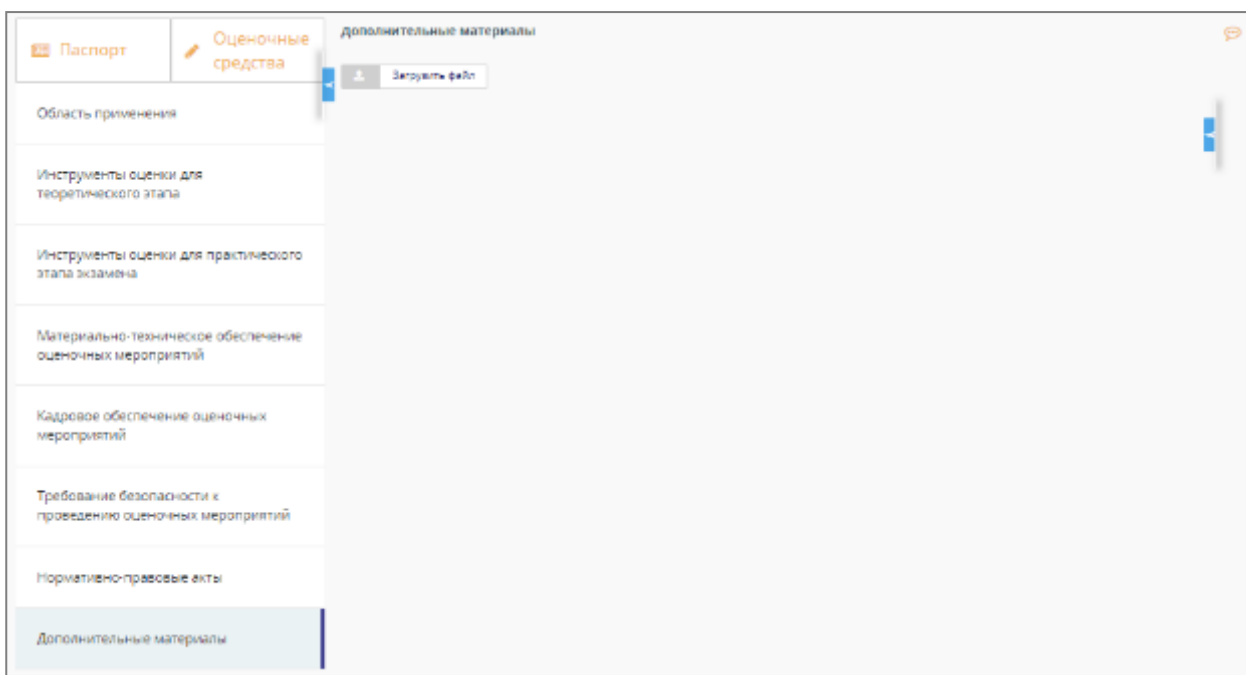 Паспорт
Оценочные
средства
Дополнительные материалы
Загрузить файл
Область применения
Инструменты оценки для
теоретического этапа
Инструменты оценки для практического
этапа экзамена
Материально-техническое обеспечение
оценочных мероприятий
Кадровое обеспечение оценочных
мероприятий
Требование безопасности к
проведению оценочных мероприятий
Нормативно-правовые акты
Дополнительные материалы